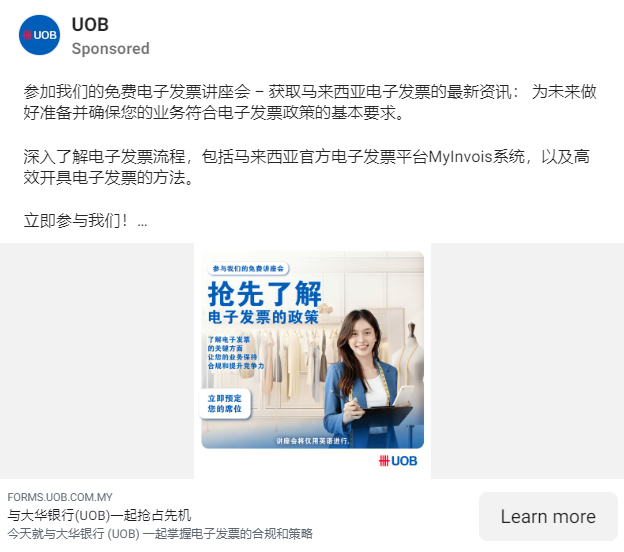 UOB
UOB
Sponsored
参加我们的免费电子发票讲座会 – 获取马来西亚电子发票的最新资讯： 为未来做
好准备并确保您的业务符合电子发票政策的基本要求。
深入了解电子发票流程，包括马来西亚官方电子发票平台MyInvois系统，以及高
效开具电子发票的方法。
立即参与我们！...
参与我们的免费讲座会
抢先了解
电子发票的政策
了解电子发票
的关键方面
让您的业务保持
合规和提升竞争力
立即预定
您的席位
讲座会将仅用英语进行.
UOB
FORMS.UOB.COM.MY
与大华银行(UOB)一起抢占先机
今天就与大华银行 (UOB) 一起掌握电子发票的合规和策略
Learn more